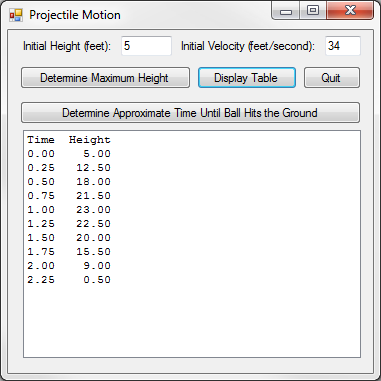 Projectile Motion
Initial Height (feet): 5 Initial Velocity (feet/second): 34
Determine Maximum Height Display Table Quit
Determine Approximate Time Until Ball Hits the Ground
Time Height
0.00 5.00
0.25 12.50
0.50 18.00
0.75 21.50
1.00 23.00
1.25 22.50
1.50 20.00
1.75 15.50
2.00 9.00
2.25 0.50